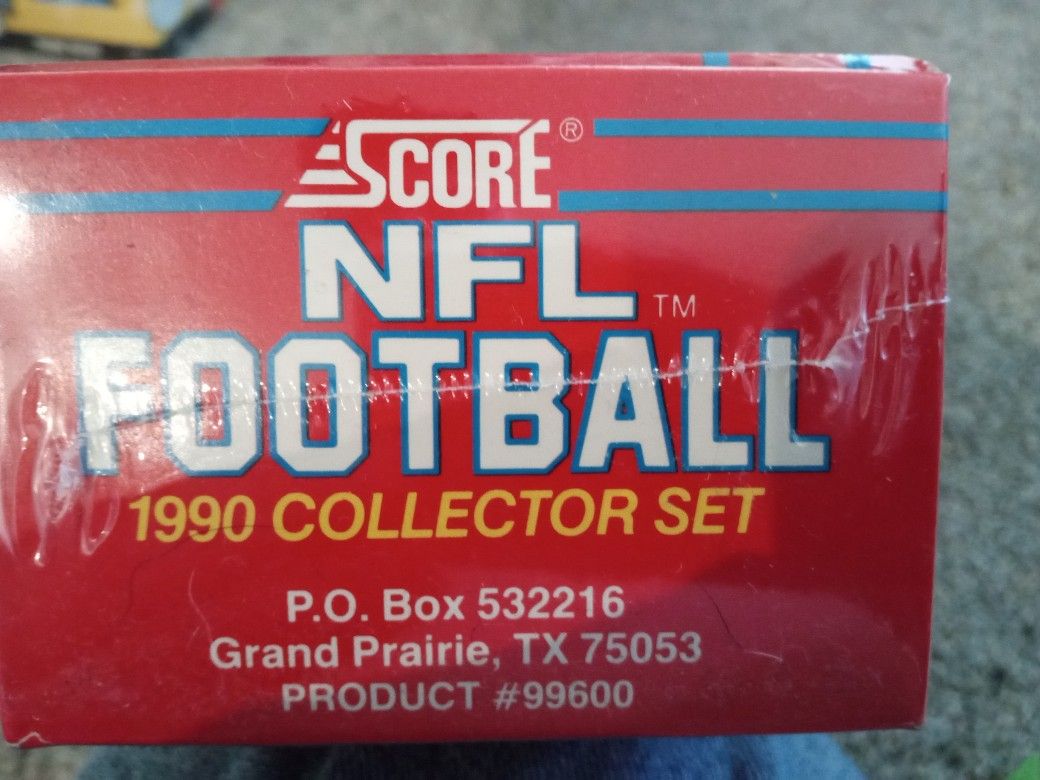 SCORE®
NFL™
FOOTBALL
1990 COLLECTOR SET
P.O. Box 532216
Grand Prairie, TX 75053
PRODUCT #99600